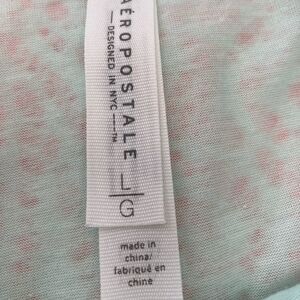 AÉROPOSTALE
— DESIGNED IN NYC —™
L|G
made in
china/
fabriqué en
chine